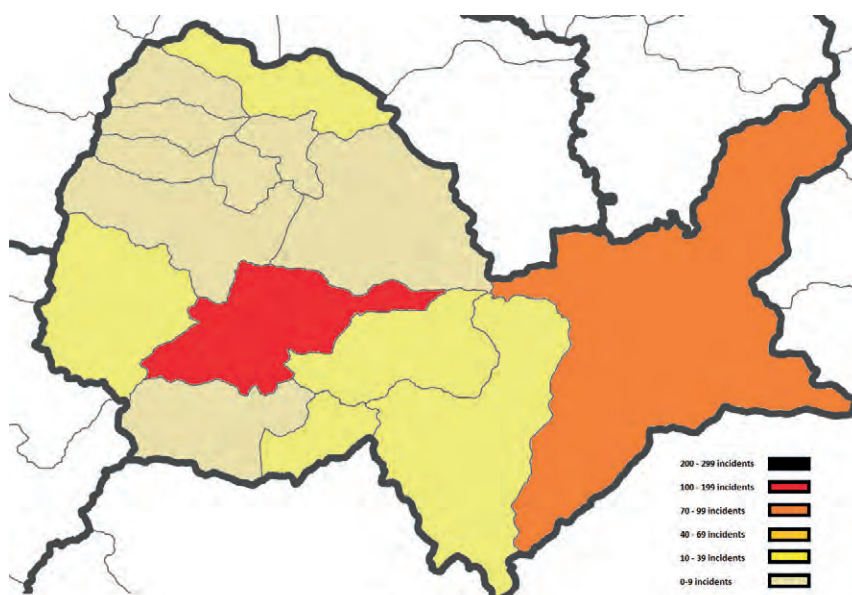 200 - 299 incidents
100 - 199 incidents
70 - 99 incidents
40 - 69 incidents
10 - 39 incidents
0-9 incidents